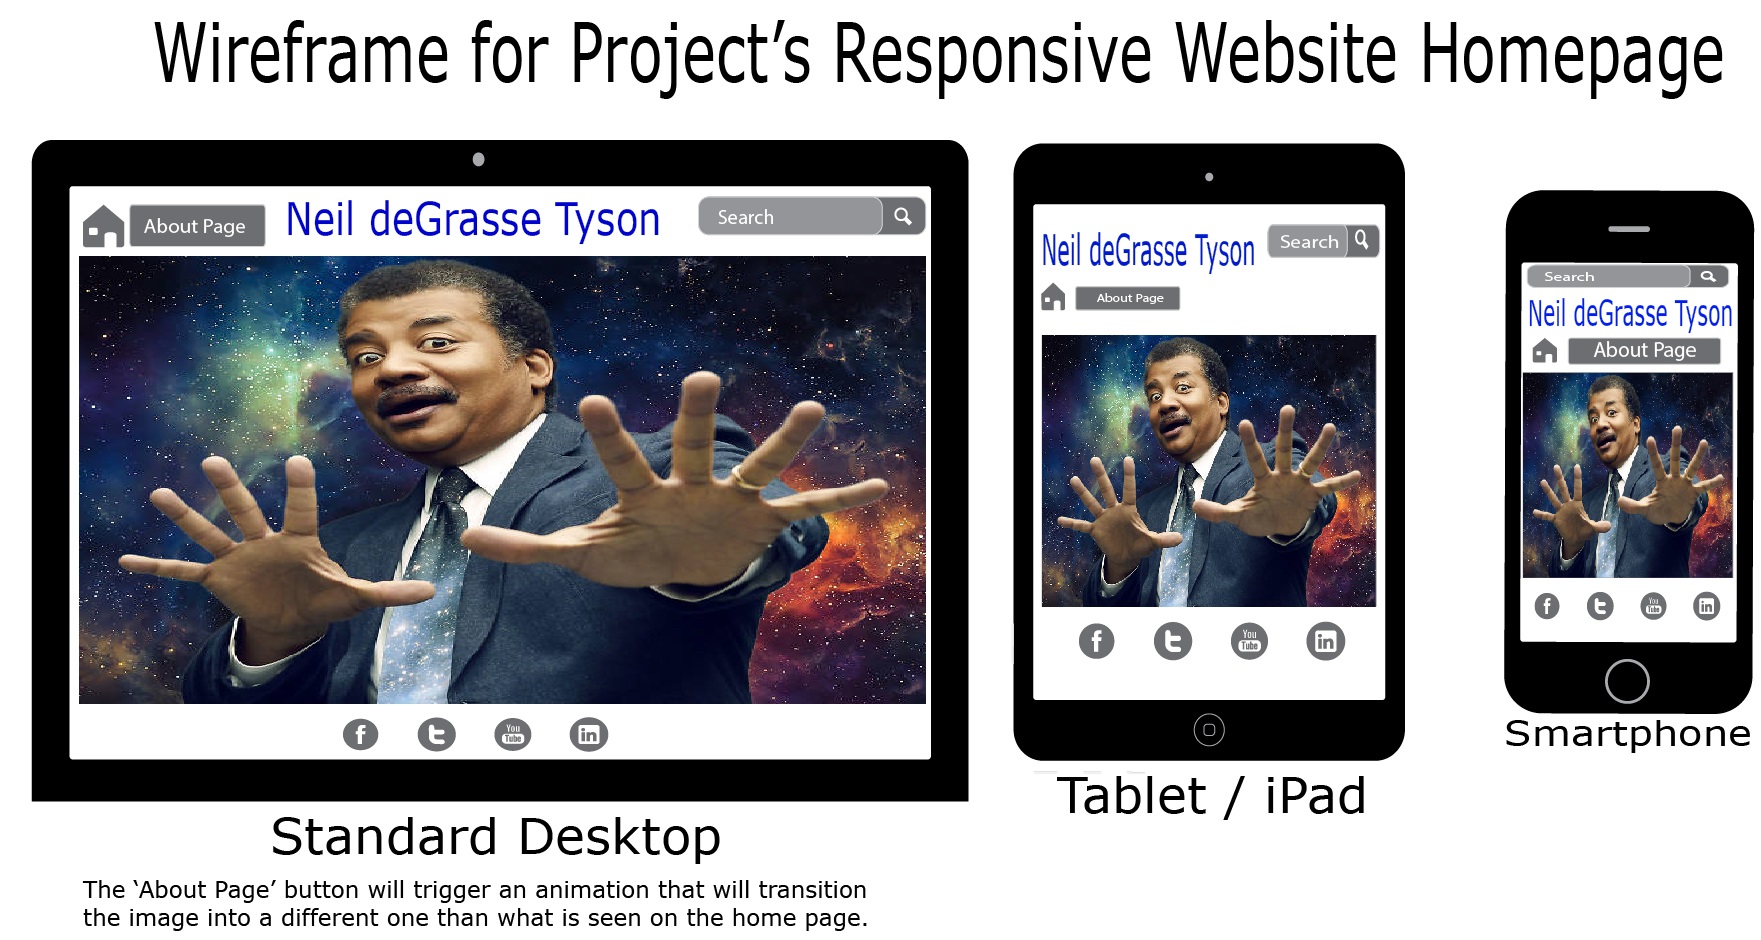 Wireframe for Project’s Responsive Website Homepage
About Page
Neil deGrasse Tyson
Search
f
t
You
Tube
in
Standard Desktop
The ‘About Page’ button will trigger an animation that will transition
the image into a different one than what is seen on the home page.
Neil deGrasse Tyson
Search
About Page
f
t
You
Tube
in
Tablet / iPad
Search
Neil deGrasse Tyson
About Page
f
t
You
Tube
in
Smartphone